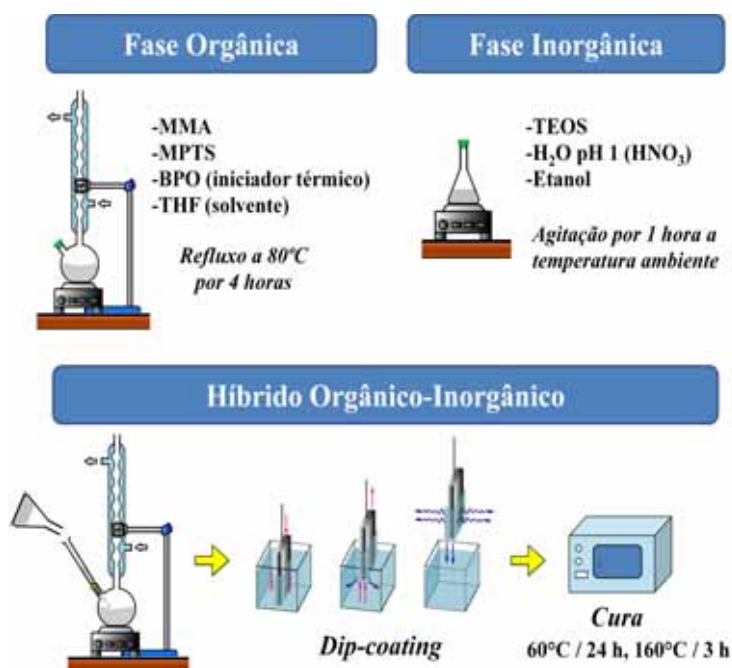 Fase Orgânica
-MMA
-MPTS
-BPO (iniciador térmico)
-THF (solvente)
Refluxo a 80ºC
por 4 horas
Fase Inorgânica
-TEOS
-H₂O pH 1 (HNO₃)
-Etanol
Agitação por 1 hora a
temperatura ambiente
Híbrido Orgânico-Inorgânico
Dip-coating
Cura
60°C / 24 h, 160°C / 3 h